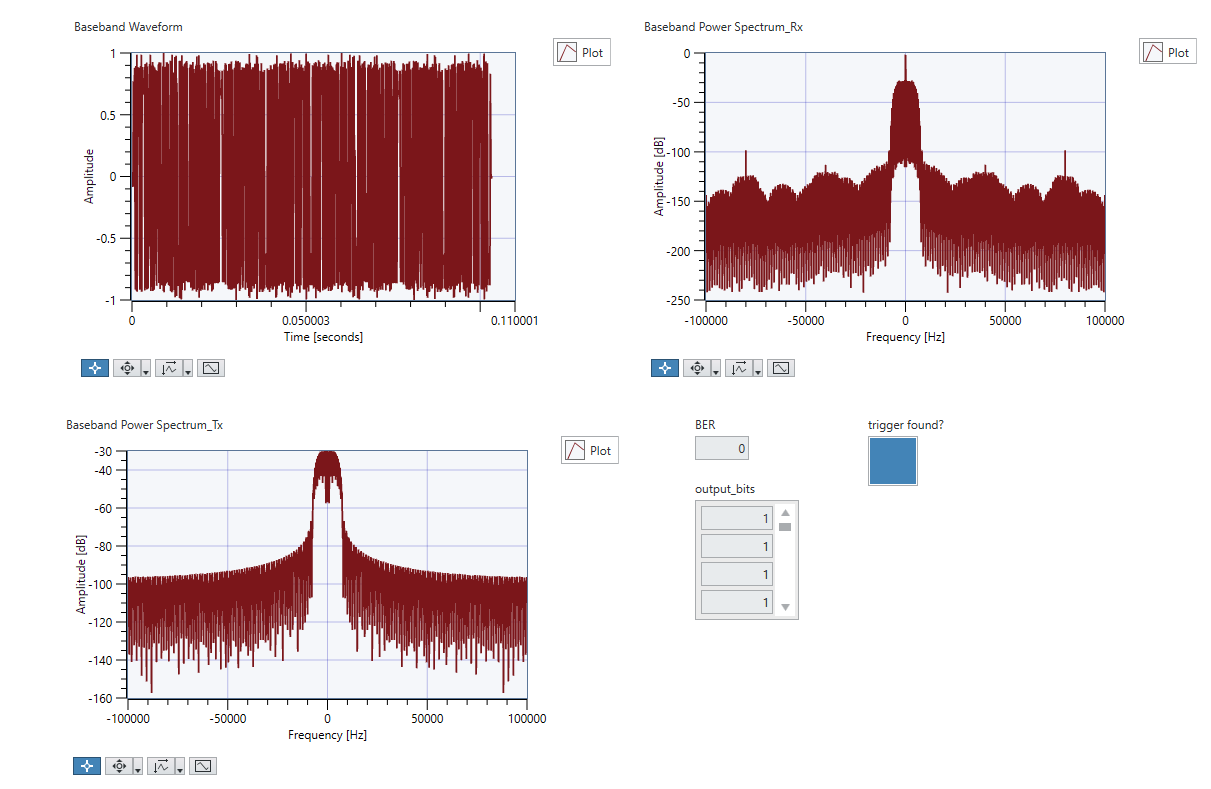 Baseband Waveform
Plot
1
0.5
0
-0.5
-1
Amplitude
0
0.050003
0.110001
Time [seconds]
Baseband Power Spectrum_Rx
Plot
0
-50
-100
-150
-200
-250
Amplitude [dB]
-100000
-50000
0
50000
100000
Frequency [Hz]
Baseband Power Spectrum_Tx
Plot
-30
-40
-60
-80
-100
-120
-140
-160
Amplitude [dB]
-100000
-50000
0
50000
100000
Frequency [Hz]
BER
0
trigger found?
output_bits
1
1
1
1